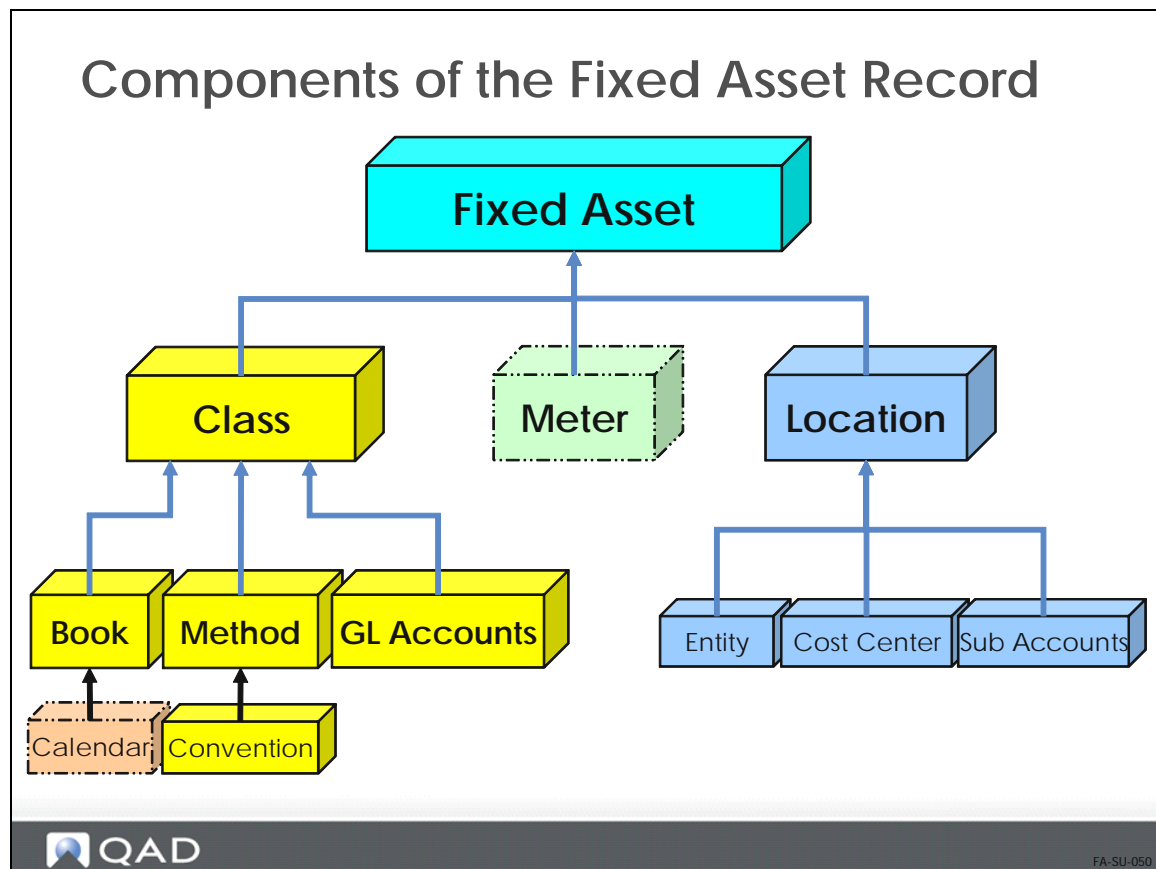 Components of the Fixed Asset Record
Fixed Asset
Class
Meter
Location
Book
Method
GL Accounts
Entity
Cost Center
Sub Accounts
Calendar
Convention
QAD
FA-SU-050